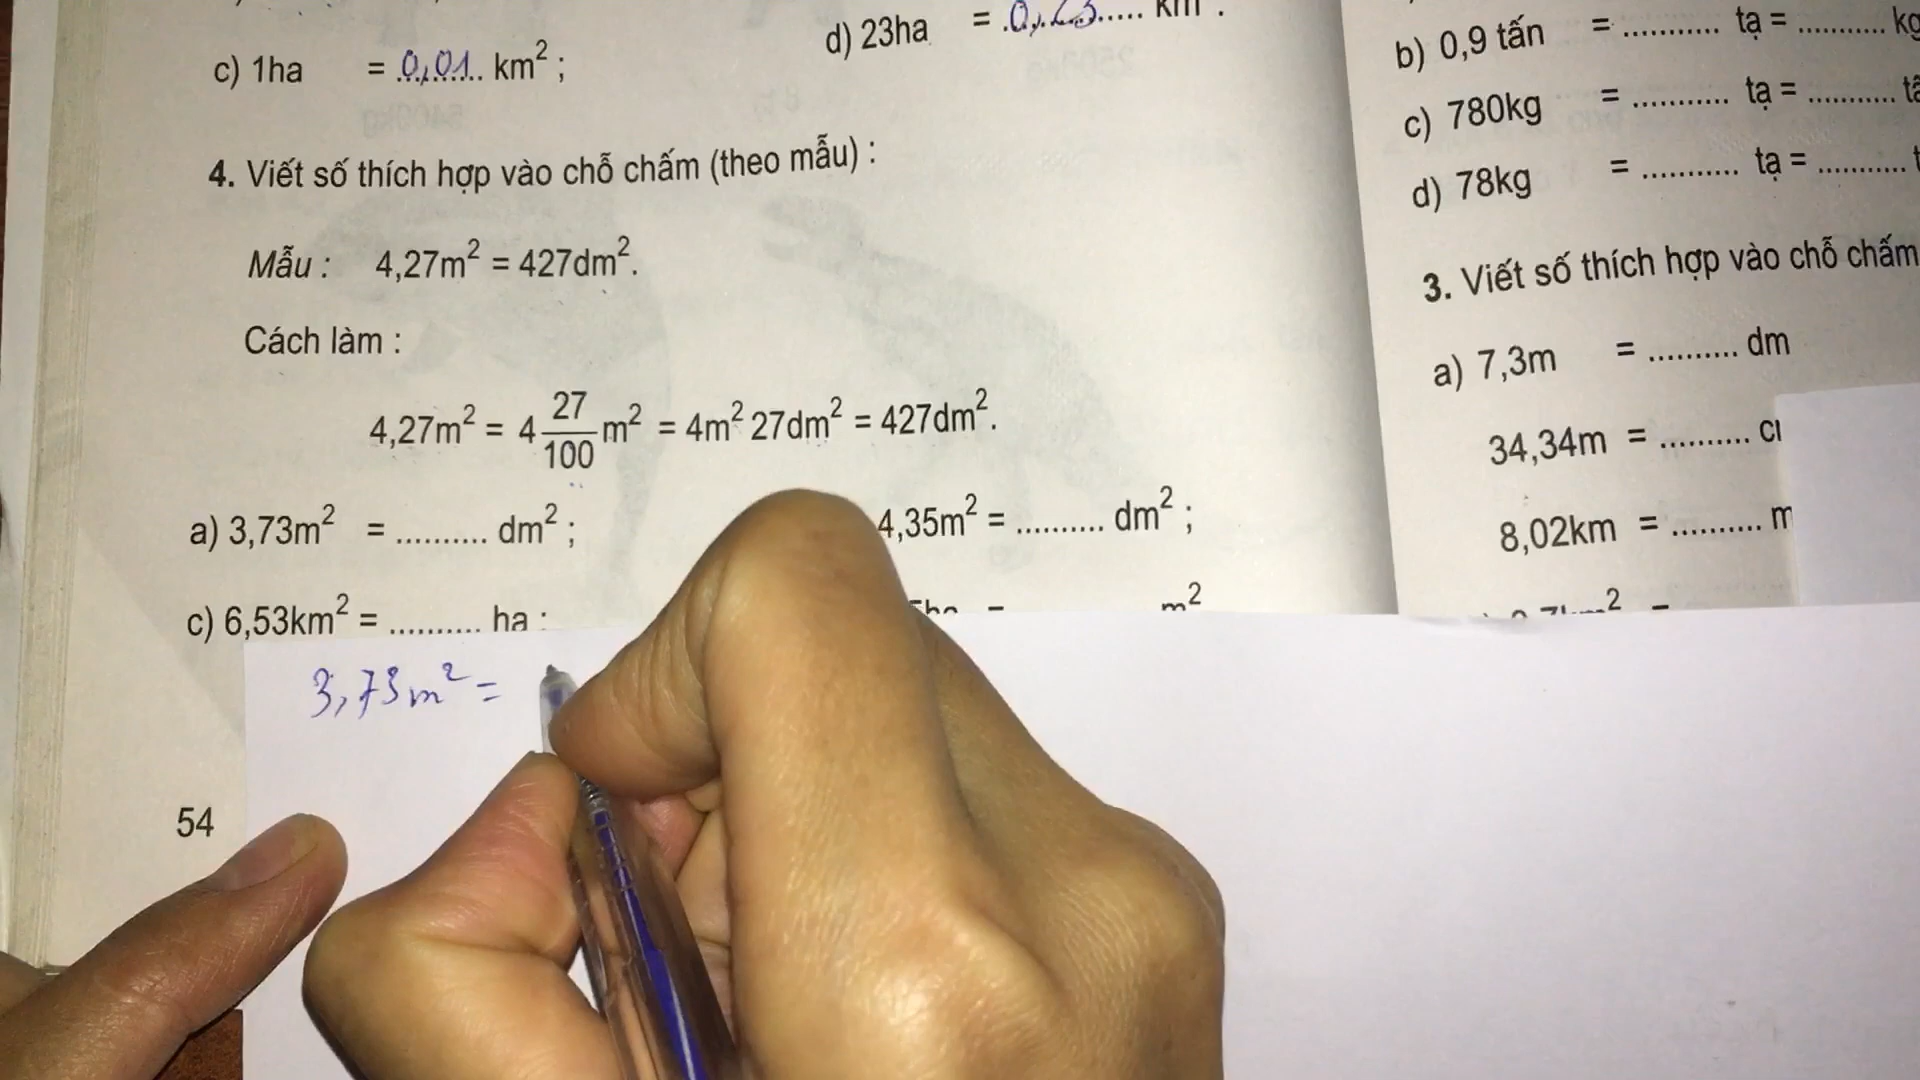 c) 1ha = 0,01 km² ;
d) 23ha = 0,23 km² .
4. Viết số thích hợp vào chỗ chấm (theo mẫu) :
Mẫu : 4,27m² = 427dm².
Cách làm :
4,27m² = 4 27/100 m² = 4m² 27dm² = 427dm².
a) 3,73m² = .......... dm² ;
4,35m² = .......... dm² ;
c) 6,53km² = .......... ha ;
m²
3,73m² =
54
b) 0,9 tấn = ........... tạ = ........... kg
c) 780kg = ........... tạ = ...........
d) 78kg = ........... tạ = ...........
3. Viết số thích hợp vào chỗ chấm
a) 7,3m = .......... dm
34,34m = ..........
8,02km = .......... m